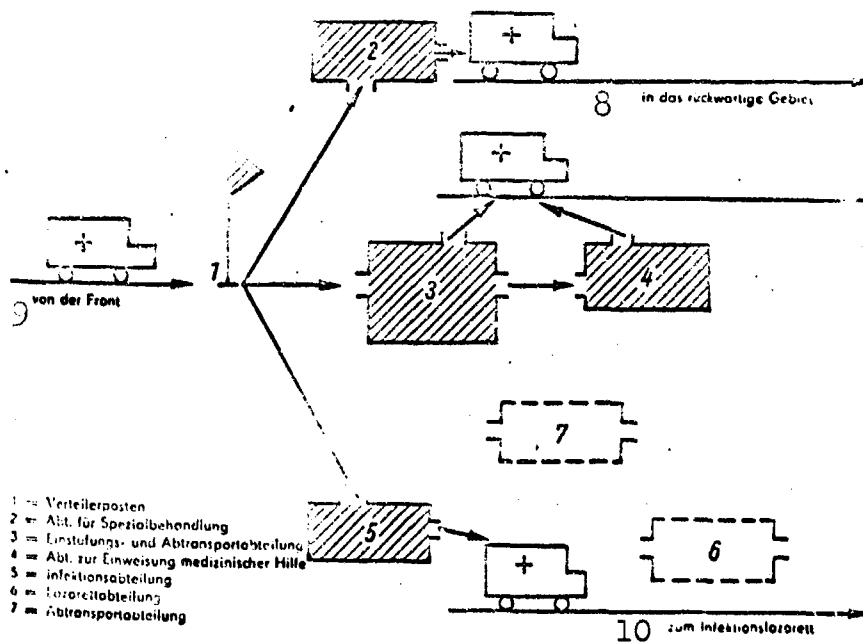 2
8 in das rückwärtige Gebiet
1
3
4
9 von der Front
7
1 = Verteilerposten
2 = Abt. für Spezialbehandlung
3 = Einstufungs- und Abtransportabteilung
4 = Abt. zur Einweisung medizinischer Hilfe
5 = Infektionsabteilung
6 = Lazarettabteilung
7 = Abtransportabteilung
5
6
10 zum Infektionslazarett